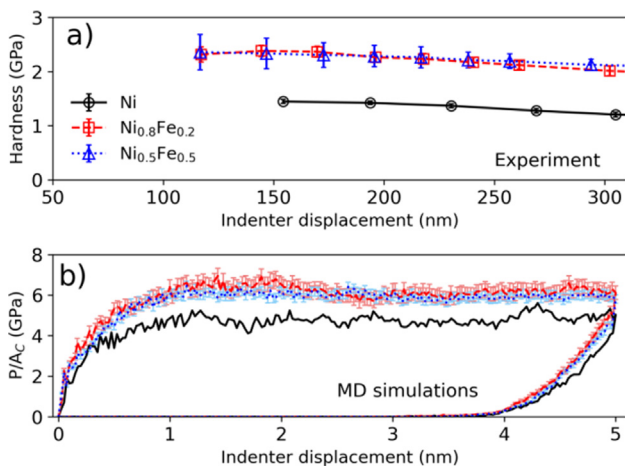 3
2
1
0
a)
Hardness (GPa)
Ni
Ni0.8Fe0.2
Ni0.5Fe0.5
Experiment
50 100 150 200 250 300
Indenter displacement (nm)
8
6
4
2
0
b)
P/AC (GPa)
MD simulations
0 1 2 3 4 5
Indenter displacement (nm)